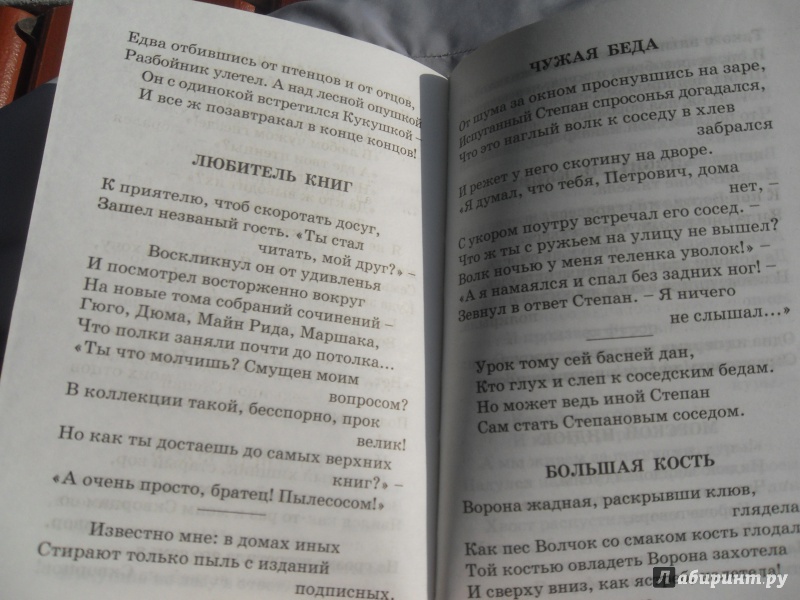 Едва отбившись от птенцов и от отцов,
Разбойник улетел. А над лесной опушкой
Он с одинокой встретился Кукушкой –
И все ж позавтракал в конце концов!
ЛЮБИТЕЛЬ КНИГ
К приятелю, чтоб скоротать досуг,
Зашел незваный гость. «Ты стал
читать, мой друг?» –
Воскликнул он от удивленья
И посмотрел восторженно вокруг
На новые тома собраний сочинений –
Гюго, Дюма, Майн Рида, Маршака,
Что полки заняли почти до потолка...
«Ты что молчишь? Смущен моим
вопросом?
В коллекции такой, бесспорно, прок
велик!
Но как ты достаешь до самых верхних
книг?» –
«А очень просто, братец! Пылесосом!»
Известно мне: в домах иных
Стирают только пыль с изданий
подписных.
ЧУЖАЯ БЕДА
От шума за окном проснувшись на заре,
Испуганный Степан спросонья догадался,
Что это наглый волк к соседу в хлев
забрался
И режет у него скотину на дворе.
«Я думал, что тебя, Петрович, дома
нет, –
С укором поутру встречал его сосед. –
Что ж ты с ружьем на улицу не вышел?
Волк ночью у меня теленка уволок!» –
«А я намаялся и спал без задних ног! –
Зевнул в ответ Степан. – Я ничего
не слышал...»
Урок тому сей басней дан,
Кто глух и слеп к соседским бедам.
Но может ведь иной Степан
Сам стать Степановым соседом.
БОЛЬШАЯ КОСТЬ
Ворона жадная, раскрывши клюв,
глядела
Как пес Волчок со смаком кость глодал
Той костью овладеть Ворона захотела
И сверху вниз, как
Лабиринт.ру